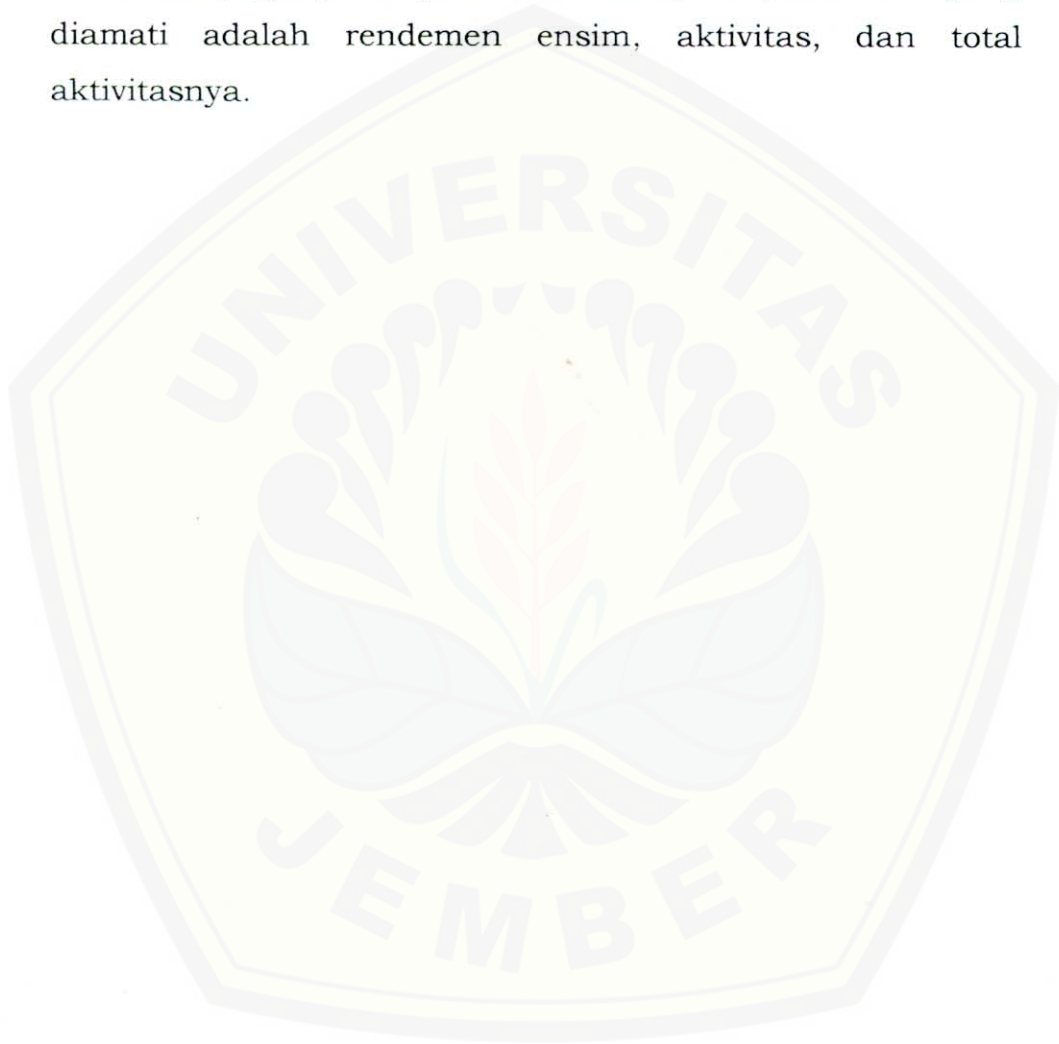 diamati adalah rendemen ensim, aktivitas, dan total
aktivitasnya.
UNIVERSITAS
JEMBER